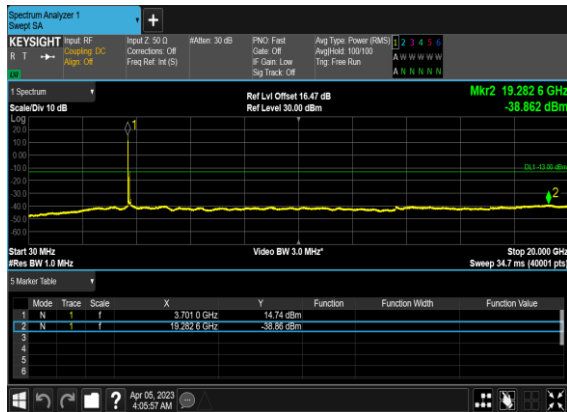 Spectrum Analyzer 1
Swept SA
KEYSIGHT Input: RF Input Z: 50 Ω #Atten: 30 dB PNO: Fast Avg Type: Power (RMS) 1 2 3 4 5 6
R T Coupling: DC Corrections: Off Gate: Off Avg|Hold: 100/100 A W W W W W
Align: Off Freq Ref: Int (S) IF Gain: Low Trig: Free Run
Sig Track: Off A N N N N N
1 Spectrum Ref Lvl Offset 16.47 dB Mkr2 19.282 6 GHz
Scale/Div 10 dB Ref Level 30.00 dBm -38.862 dBm
Log
20.0 1
10.0
0.00
-10.0 DL1 -13.00 dBm
-20.0
-30.0 2
-40.0
-50.0
-60.0
Start 30 MHz Video BW 3.0 MHz* Stop 20.000 GHz
#Res BW 1.0 MHz Sweep 34.7 ms (40001 pts)
5 Marker Table
Mode Trace Scale X Y Function Function Width Function Value
1 N 1 f 3.701 0 GHz 14.74 dBm
2 N 1 f 19.282 6 GHz -38.86 dBm
3
4
5
6
? Apr 05, 2023
4:05:57 AM